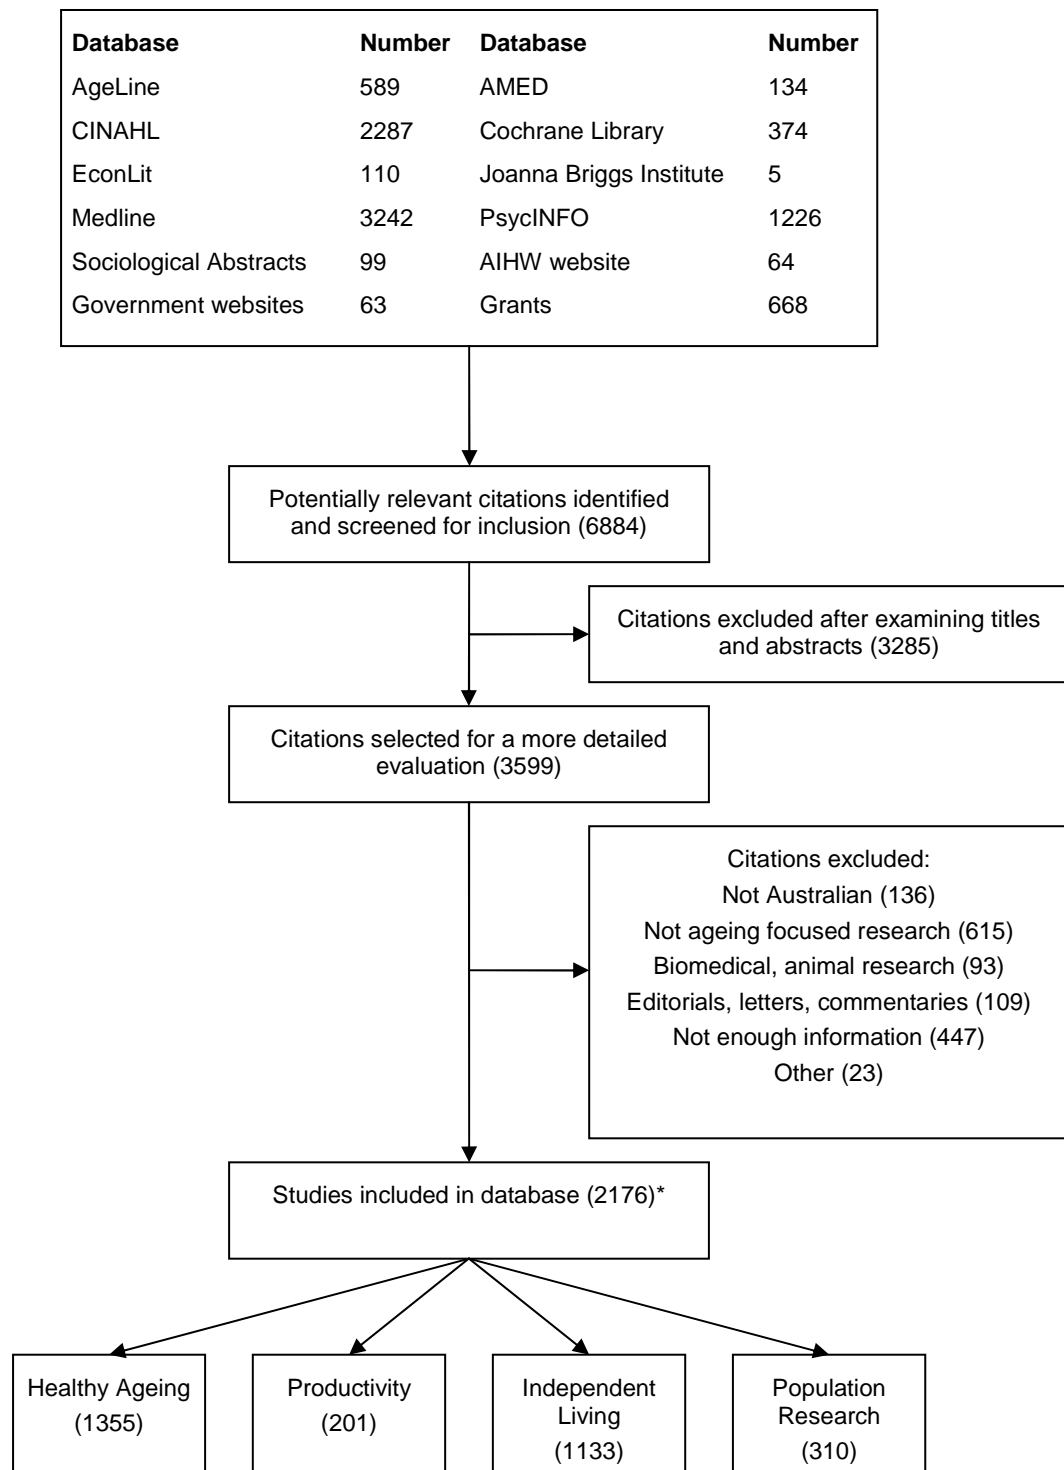 Database Number Database Number
AgeLine 589 AMED 134
CINAHL 2287 Cochrane Library 374
EconLit 110 Joanna Briggs Institute 5
Medline 3242 PsycINFO 1226
Sociological Abstracts 99 AIHW website 64
Government websites 63 Grants 668
Potentially relevant citations identified
and screened for inclusion (6884)
Citations excluded after examining titles
and abstracts (3285)
Citations selected for a more detailed
evaluation (3599)
Citations excluded:
Not Australian (136)
Not ageing focused research (615)
Biomedical, animal research (93)
Editorials, letters, commentaries (109)
Not enough information (447)
Other (23)
Studies included in database (2176)*
Healthy Ageing
(1355)
Productivity
(201)
Independent
Living
(1133)
Population
Research
(310)